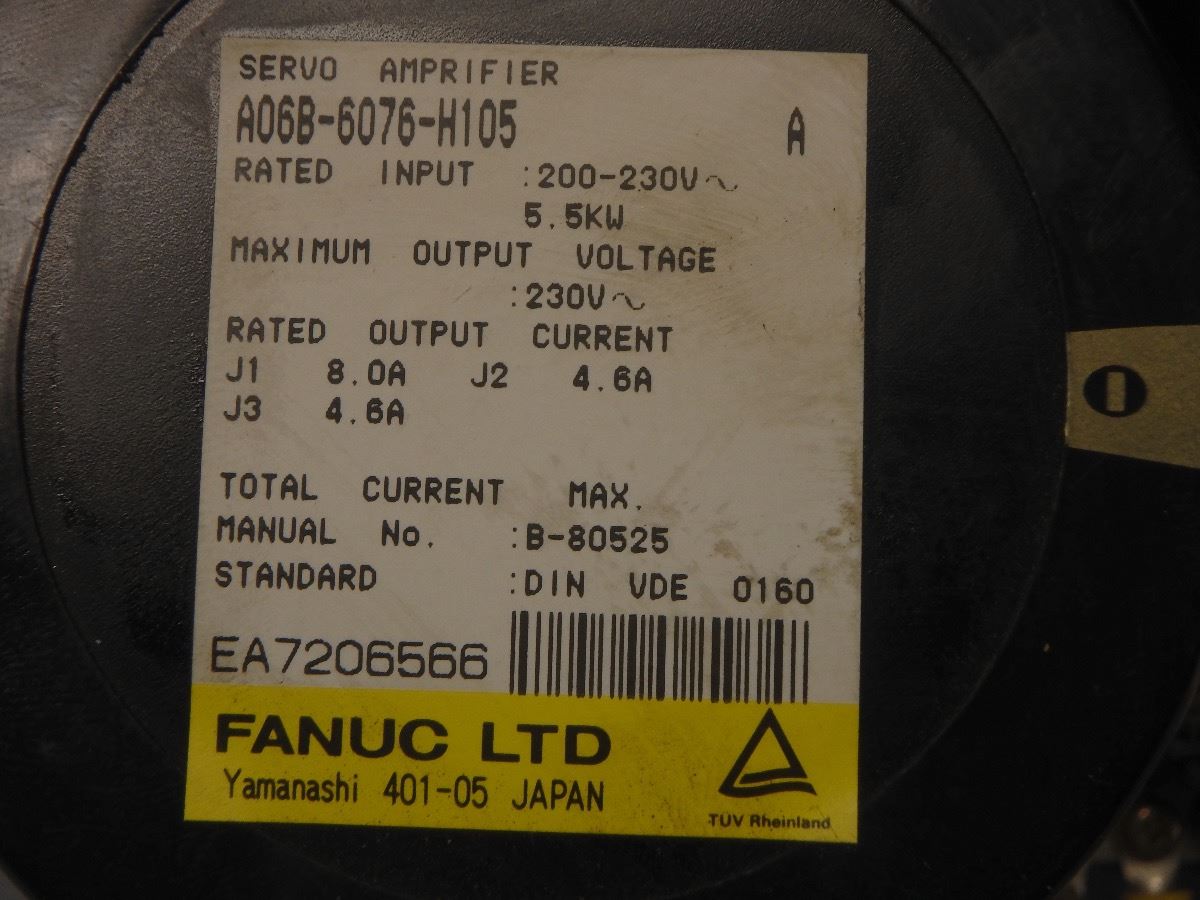 SERVO AMPRIFIER
A06B-6076-H105 A
RATED INPUT :200-230V~
5.5KW
MAXIMUM OUTPUT VOLTAGE
:230V~
RATED OUTPUT CURRENT
J1 8.0A J2 4.6A
J3 4.6A
TOTAL CURRENT MAX.
MANUAL No. :B-80525
STANDARD :DIN VDE 0160
EA7206566
FANUC LTD
Yamanashi 401-05 JAPAN
TUV Rheinland